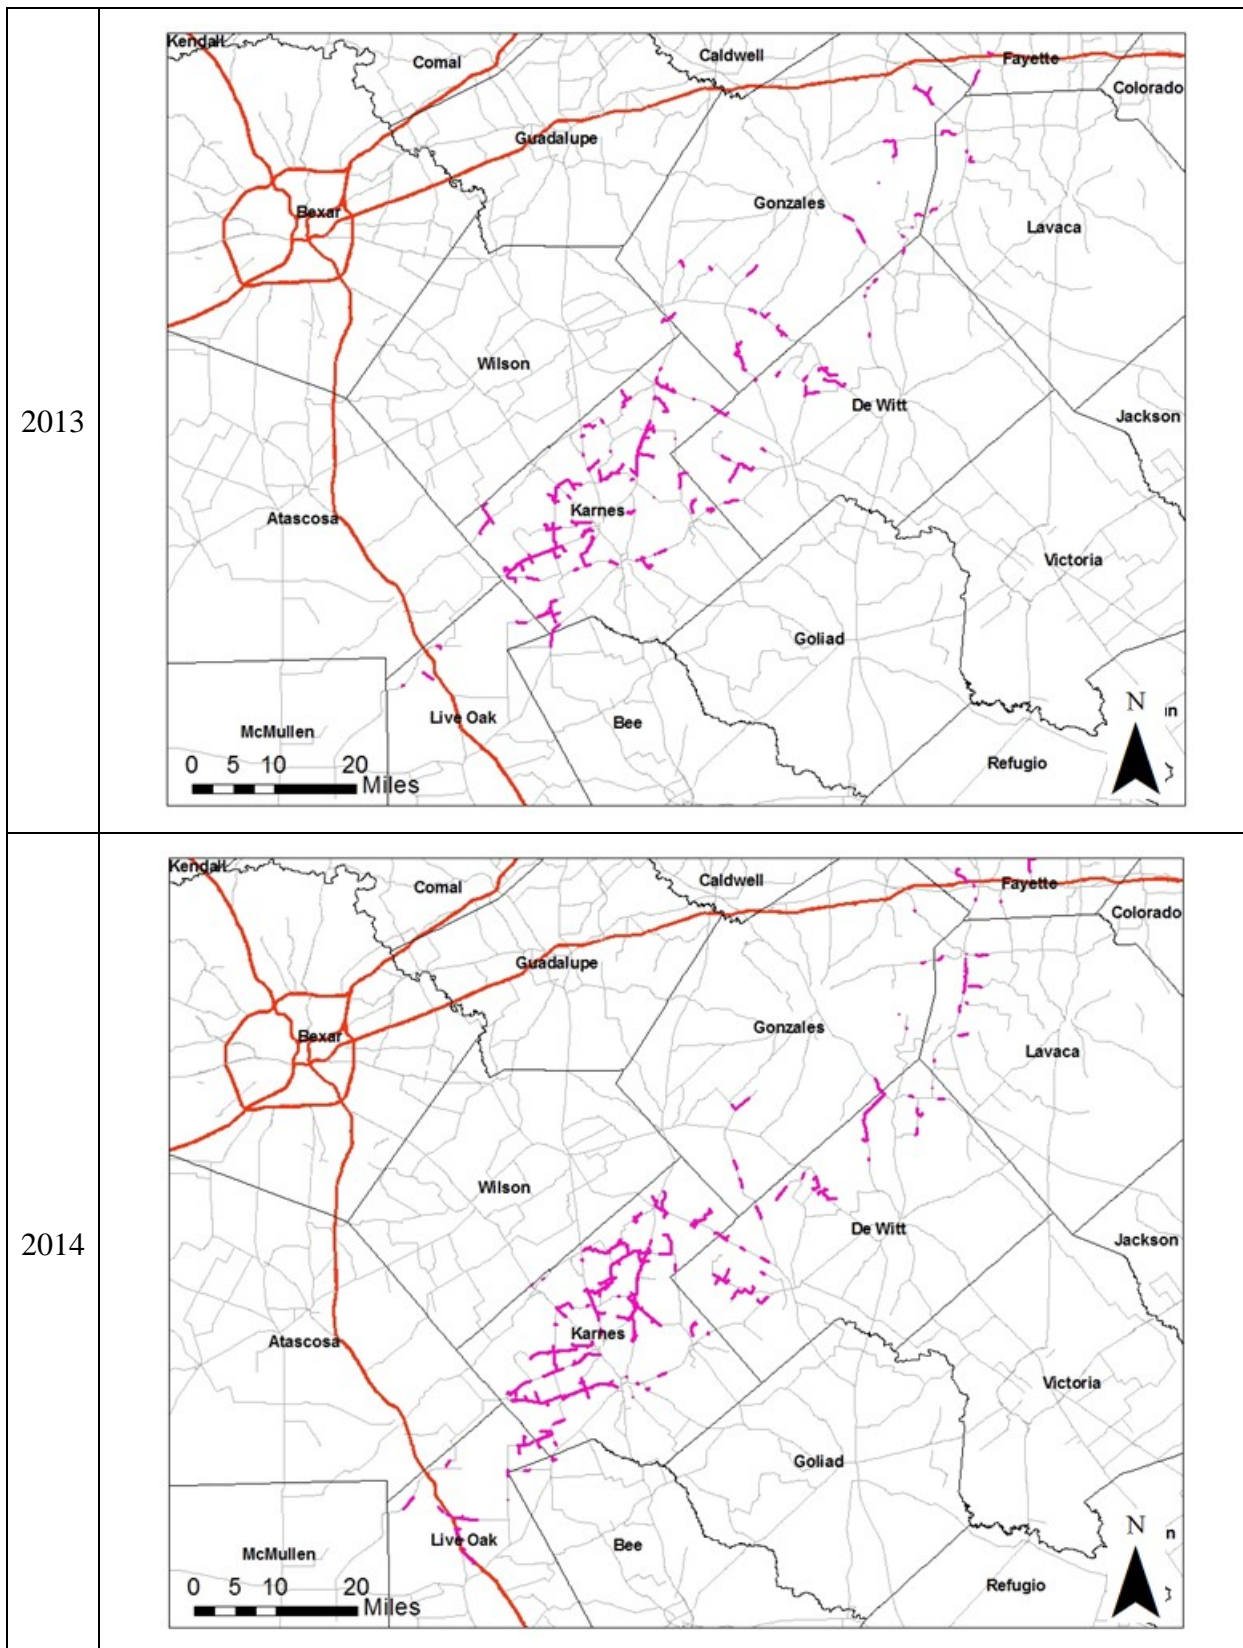 2013
Kendall
Comal
Caldwell
Fayette
Colorado
Guadalupe
Bexar
Gonzales
Lavaca
Wilson
De Witt
Jackson
Karnes
Atascosa
Victoria
Goliad
Live Oak
Bee
McMullen
Refugio
N
in
0 5 10 20
Miles
2014
Kendall
Comal
Caldwell
Fayette
Colorado
Guadalupe
Bexar
Gonzales
Lavaca
Wilson
De Witt
Jackson
Karnes
Atascosa
Victoria
Goliad
Live Oak
Bee
McMullen
Refugio
N
n
0 5 10 20
Miles